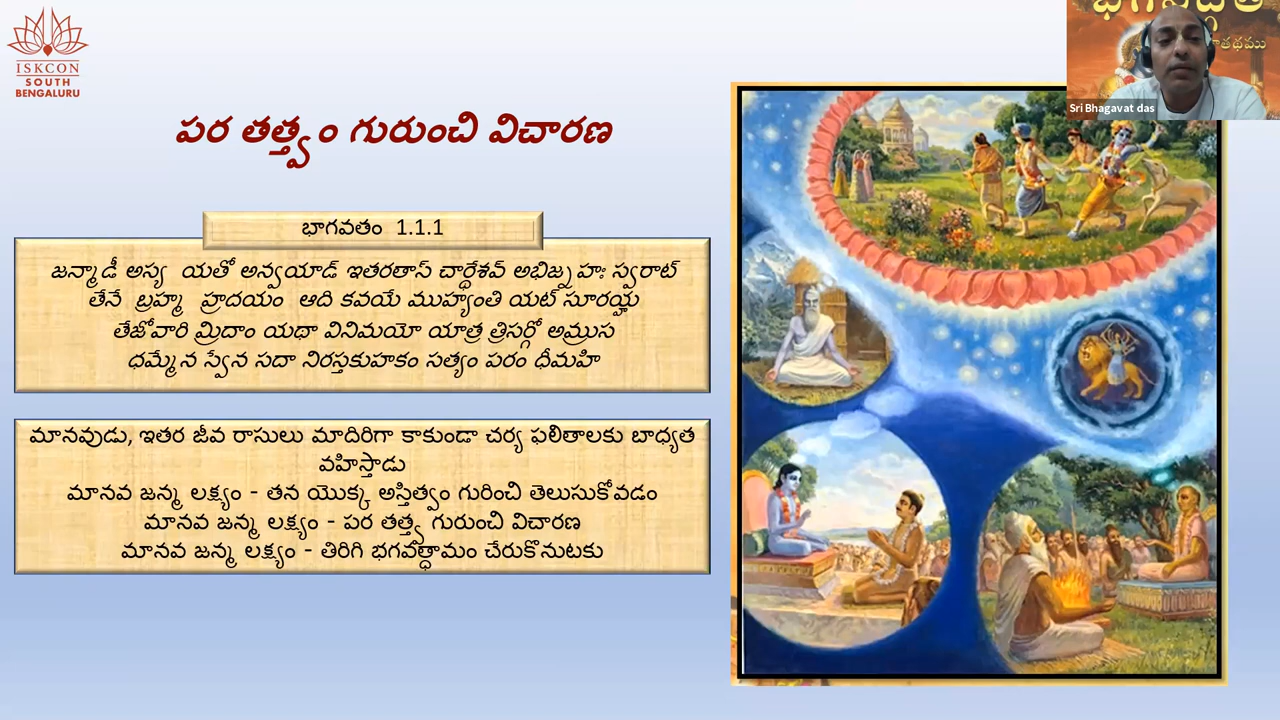 ISKCON
SOUTH
BENGALURU
Sri Bhagavat das
పర తత్త్వం గురుంచి విచారణ
భాగవతం 1.1.1
జన్మాడీ అస్య యతో అన్వయాడ్ ఇతరతాస్ చార్ధేశవ్ అభిజ్నహః స్వరాట్
తేనే బ్రహ్మ హ్రదయం ఆది కవయే ముహ్యంతి యట్ సూరయ్హ
తేజోవారి మ్రిదాం యథా వినిమయో యాత్ర త్రిసర్గో అమ్రుస
ధమ్మేన స్వేన సదా నిరస్తకుహకం సత్యం పరం ధీమహి
మానవుడు, ఇతర జీవ రాసులు మాదిరిగా కాకుండా చర్య ఫలితాలకు బాధ్యత
వహిస్తాడు
మానవ జన్మ లక్ష్యం - తన యొక్క అస్తిత్వం గురించి తెలుసుకోవడం
మానవ జన్మ లక్ష్యం - పర తత్త్వ గురుంచి విచారణ
మానవ జన్మ లక్ష్యం - తిరిగి భగవత్ధామం చేరుకొనుటకు